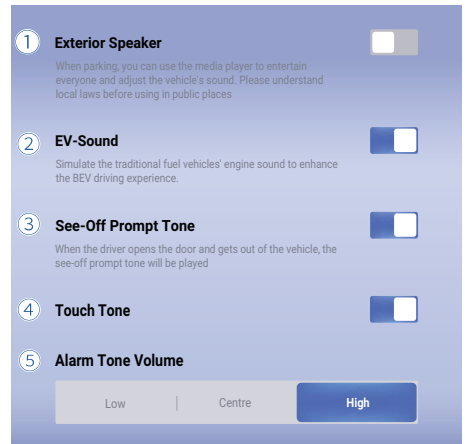 1 Exterior Speaker
When parking, you can use the media player to entertain
everyone and adjust the vehicle's sound. Please understand
local laws before using in public places
2 EV-Sound
Simulate the traditional fuel vehicles' engine sound to enhance
the BEV driving experience.
3 See-Off Prompt Tone
When the driver opens the door and gets out of the vehicle, the
see-off prompt tone will be played
4 Touch Tone
5 Alarm Tone Volume
Low Centre High